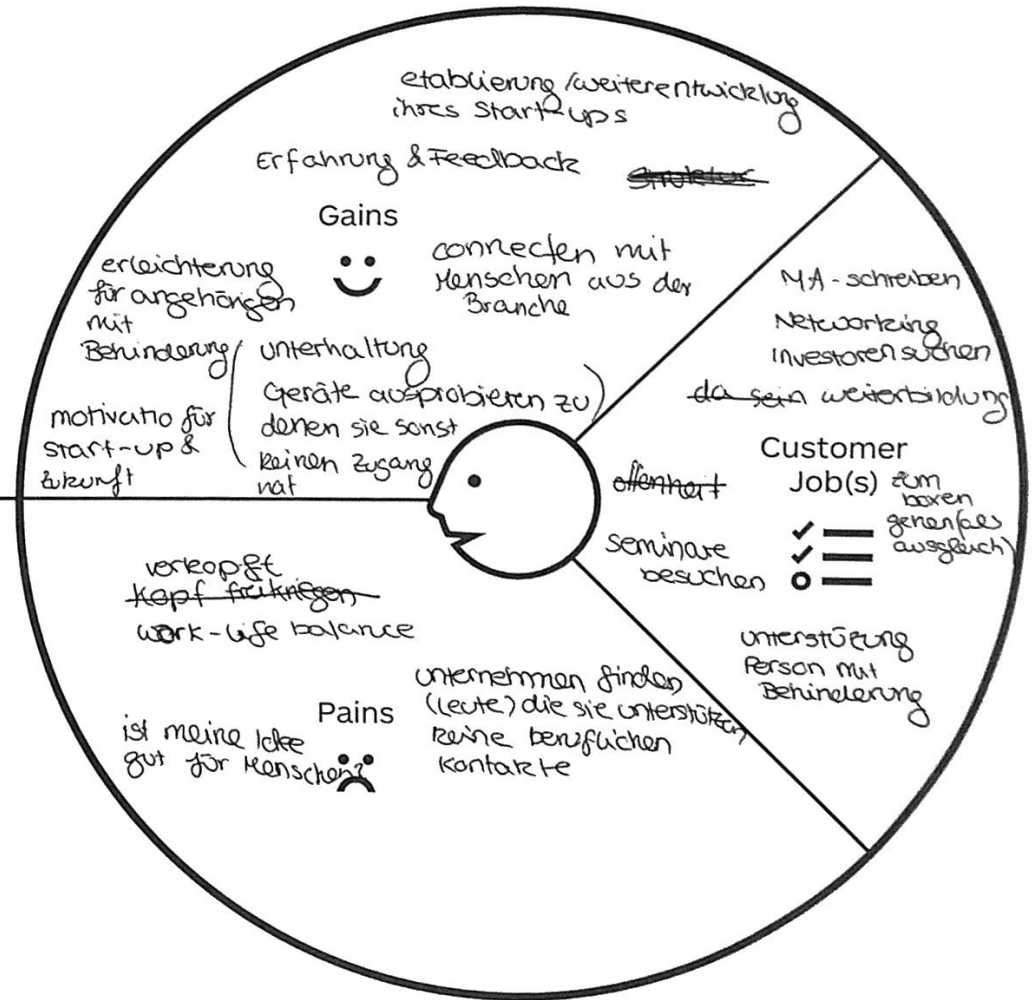 etablierung/weiterentwicklung
ihres Start-ups
Erfahrung & Feedback
struktur
Gains
connecten mit
Menschen aus der
Branche
erleichterung
für angehörigen
mit
Behinderung
(unterhaltung
Geräte ausprobieren zu)
denen sie sonst
keinen Zugang
hat
motivatio für
start-up &
zukunft
MA-schreiben
Networking
investoren suchen
da sein weiterbildung
Customer
Job(s)
zum
boxen
gehen (als
ausgleich)
offenheit
seminare
besuchen
unterstützung
Person mit
Behinderung
verkopft
kopf freikriegen
work-life balance
Pains
unternehmen finden
(leute) die sie unterstützen
keine beruflichen
kontakte
ist meine Idee
gut für Menschen?